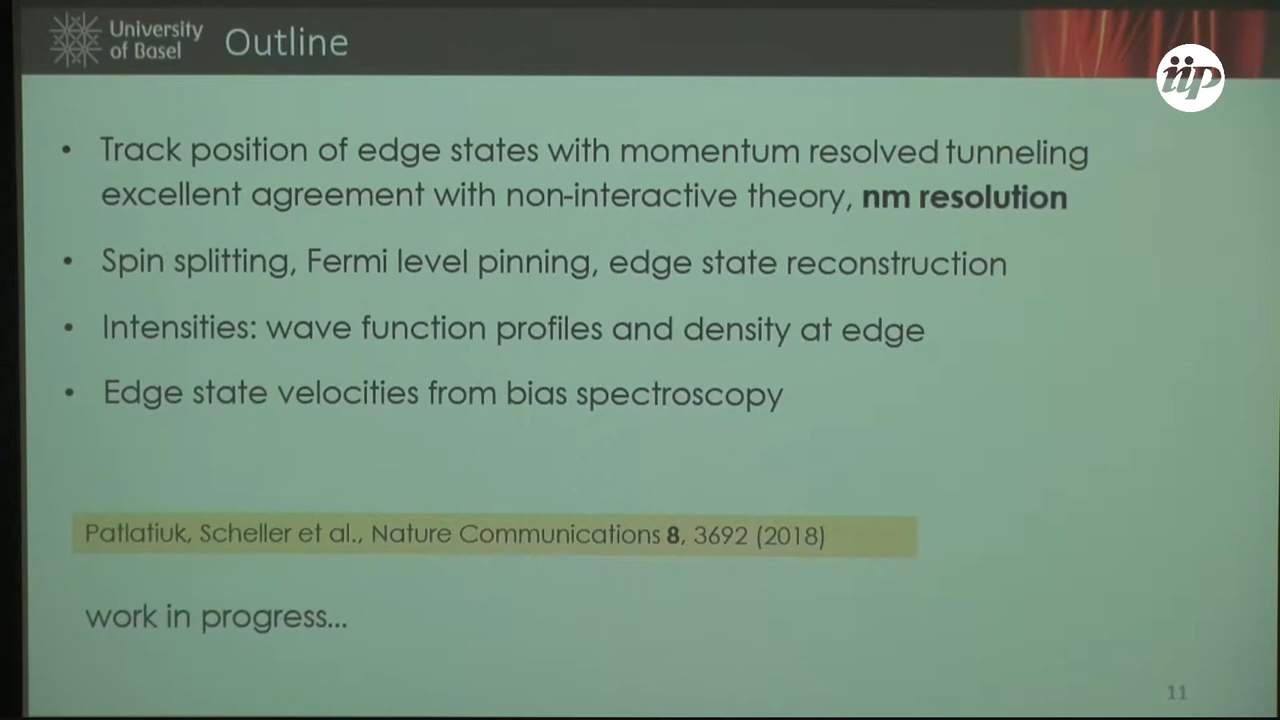 University
of Basel
Outline
iip
• Track position of edge states with momentum resolved tunneling
excellent agreement with non-interactive theory, nm resolution
• Spin splitting, Fermi level pinning, edge state reconstruction
• Intensities: wave function profiles and density at edge
• Edge state velocities from bias spectroscopy
Patlatiuk, Scheller et al., Nature Communications 8, 3692 (2018)
work in progress...
11